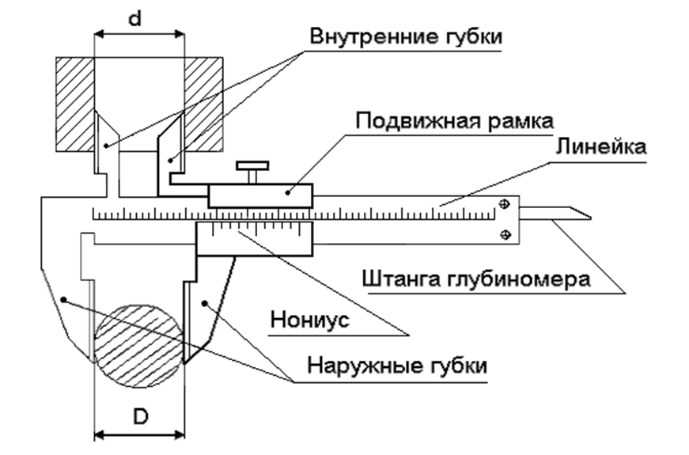 d
Внутренние губки
Подвижная рамка
Линейка
Штанга глубиномера
Нониус
Наружные губки
D